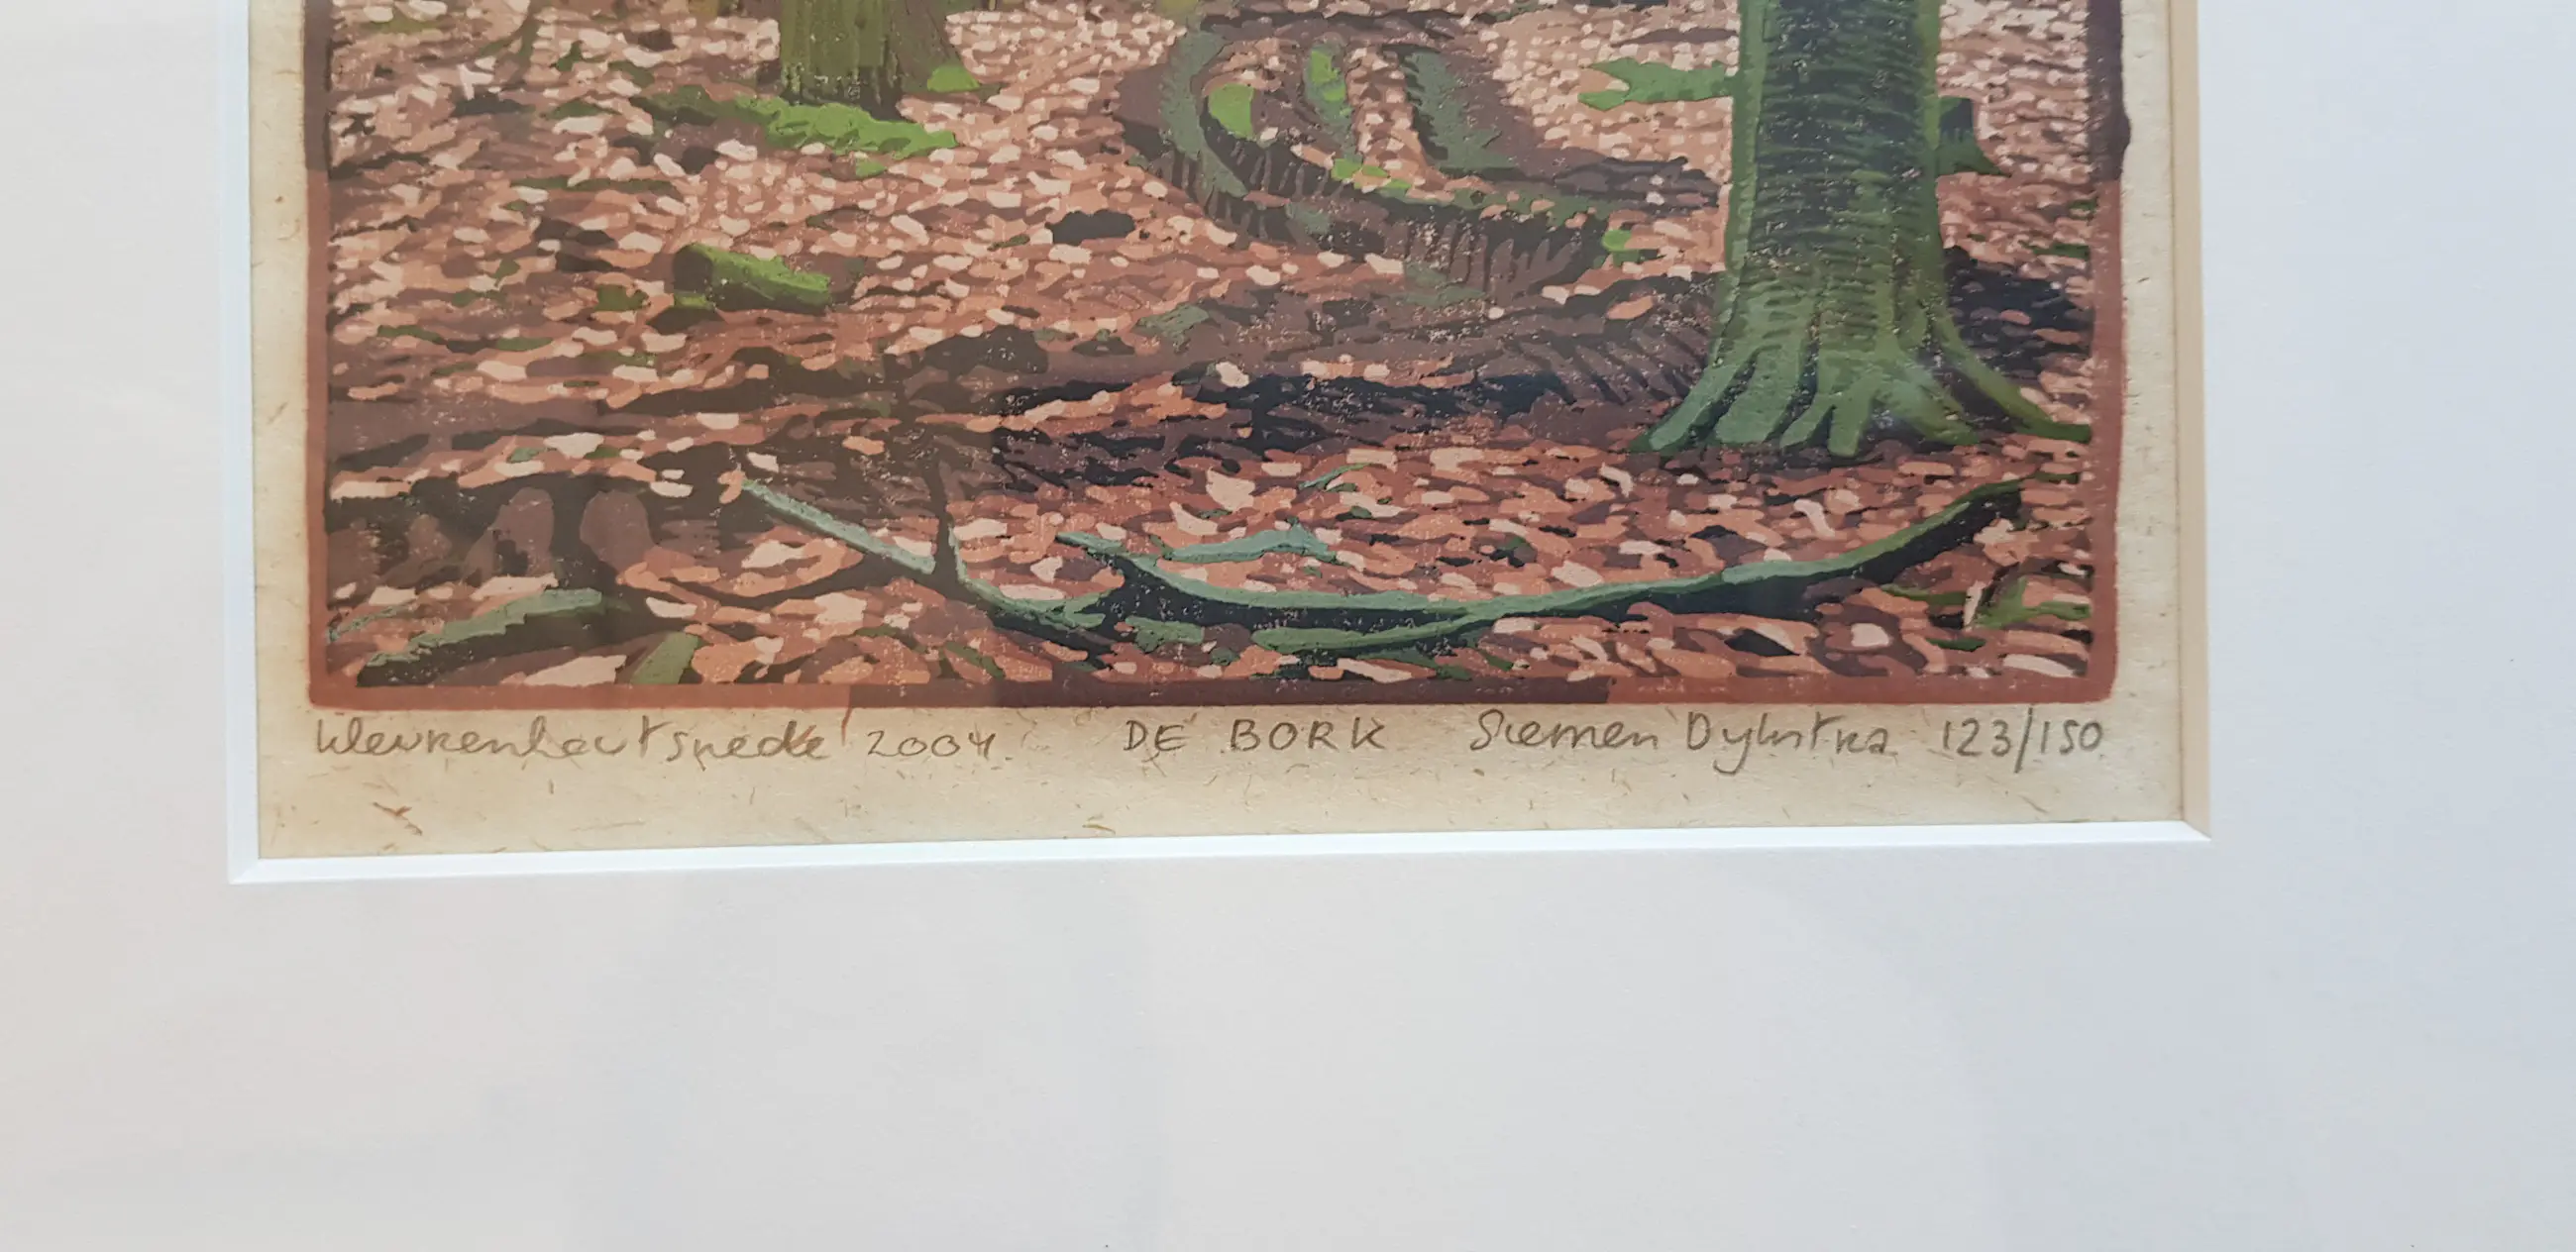 kleurenhoutsnede 2004. DE BORK Siemen Dijkstra 123/150